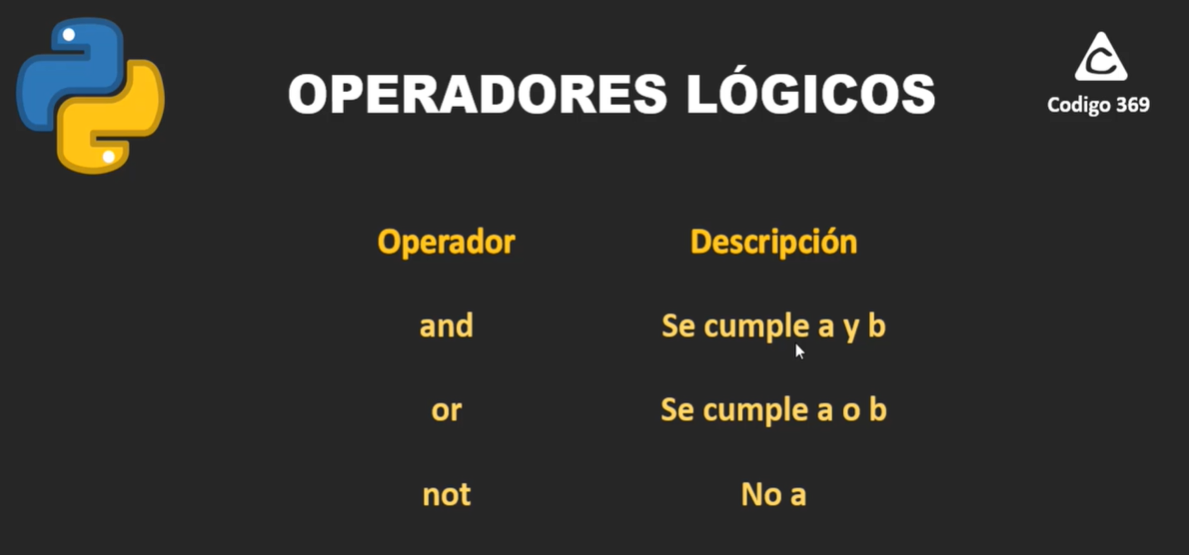 OPERADORES LÓGICOS
Codigo 369
Operador Descripción
and Se cumple a y b
or Se cumple a o b
not No a